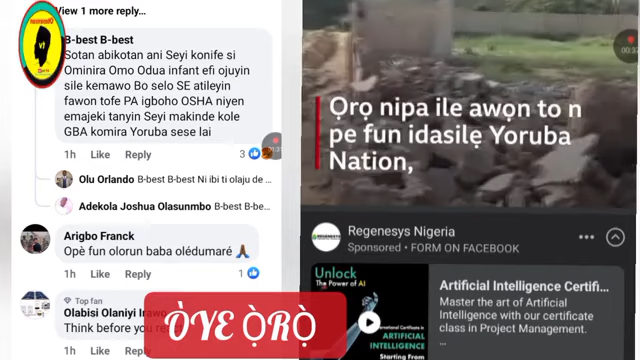 View 1 more reply...
B-best B-best
Sotan abikotan ani Seyi konife si
Ominira Omo Odua infant efi ojuyin
sile kemawo Bo selo SE atileyin
fawon tofe PA igboho OSHA niyen
emajeki tanyin Seyi makinde kole
GBA komira Yoruba sese lai
1h Like Reply 3
Olu Orlando B-best B-best Ni ibi ti olaju de ...
Adekola Joshua Olasunmbo B-best B-be...
Arigbo Franck
Opè fun olorun baba olédumaré 🙏
1h Like Reply 1
Top fan
Olabisi Olaniyi Irawo
Think before you
1h Like
ÒYE Ọ̀RỌ̀
Ọrọ nipa ile awọn to n
pe fun idasilẹ Yoruba
Nation,
Regenesys Nigeria
Sponsored • FORM ON FACEBOOK
Unlock
The Power of AI
ARTIFICIAL
INTELLIGENCE
Starting From
Artificial Intelligence Certifi...
Master the art of Artificial
Intelligence with our certificate
class in Project Management.
...